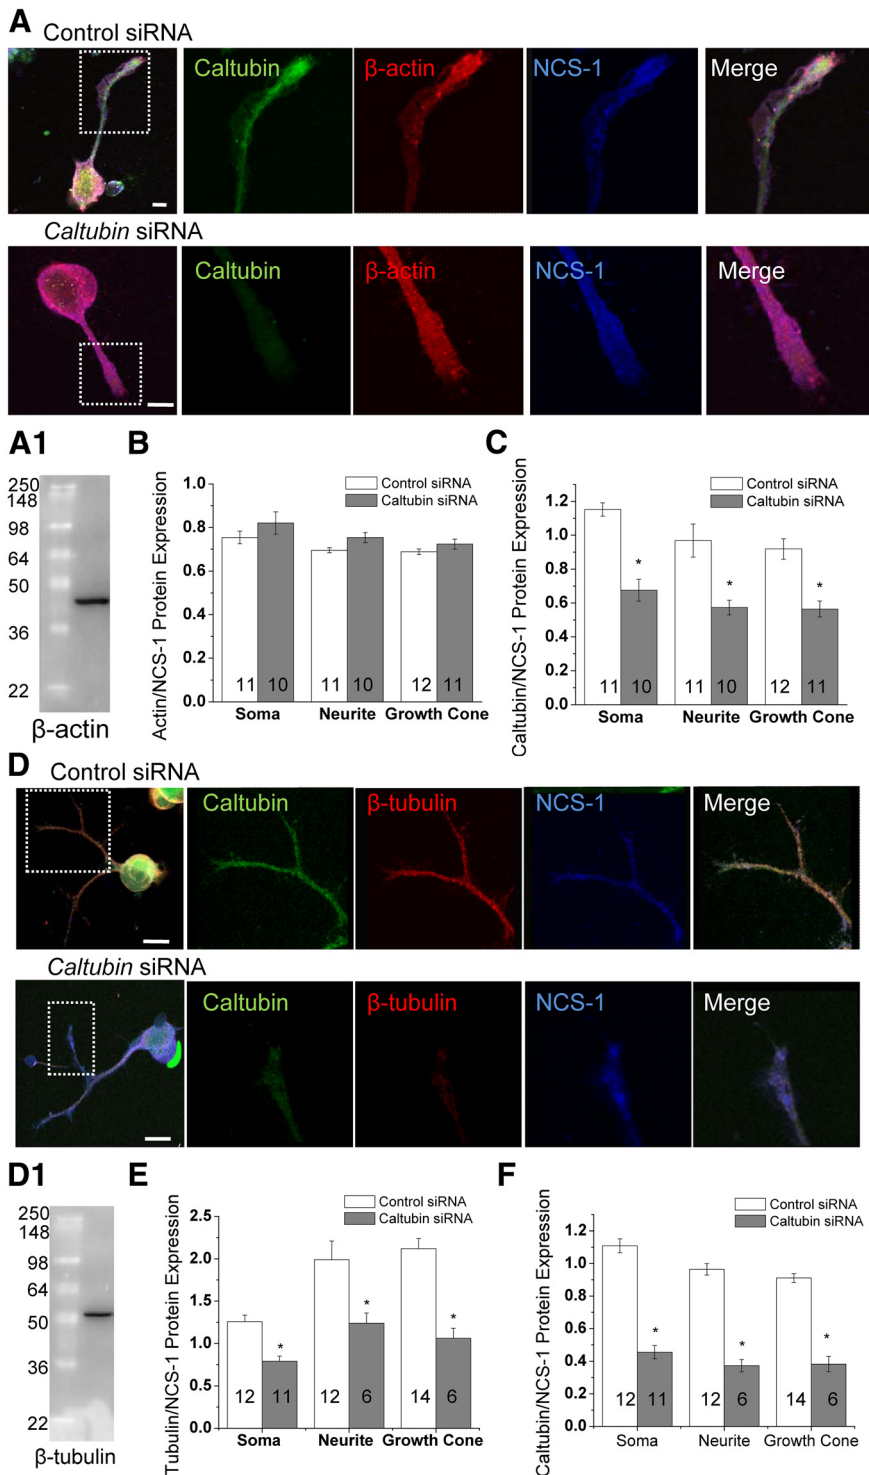 A
Control siRNA
Caltubin
β-actin
NCS-1
Merge
Caltubin siRNA
Caltubin
β-actin
NCS-1
Merge
A1
250
148
98
64
50
36
22
β-actin
B
Actin/NCS-1 Protein Expression
1.0
0.8
0.6
0.4
0.2
0.0
Control siRNA
Caltubin siRNA
11 10 11 10 12 11
Soma Neurite Growth Cone
C
Caltubin/NCS-1 Protein Expression
1.2
1.0
0.8
0.6
0.4
0.2
0.0
Control siRNA
Caltubin siRNA
* * *
11 10 11 10 12 11
Soma Neurite Growth Cone
D
Control siRNA
Caltubin
β-tubulin
NCS-1
Merge
Caltubin siRNA
Caltubin
β-tubulin
NCS-1
Merge
D1
250
148
98
64
50
36
22
β-tubulin
E
Tubulin/NCS-1 Protein Expression
2.5
2.0
1.5
1.0
0.5
0.0
Control siRNA
Caltubin siRNA
* * *
12 11 12 6 14 6
Soma Neurite Growth Cone
F
Caltubin/NCS-1 Protein Expression
1.2
1.0
0.8
0.6
0.4
0.2
0.0
Control siRNA
Caltubin siRNA
* * *
12 11 12 6 14 6
Soma Neurite Growth Cone